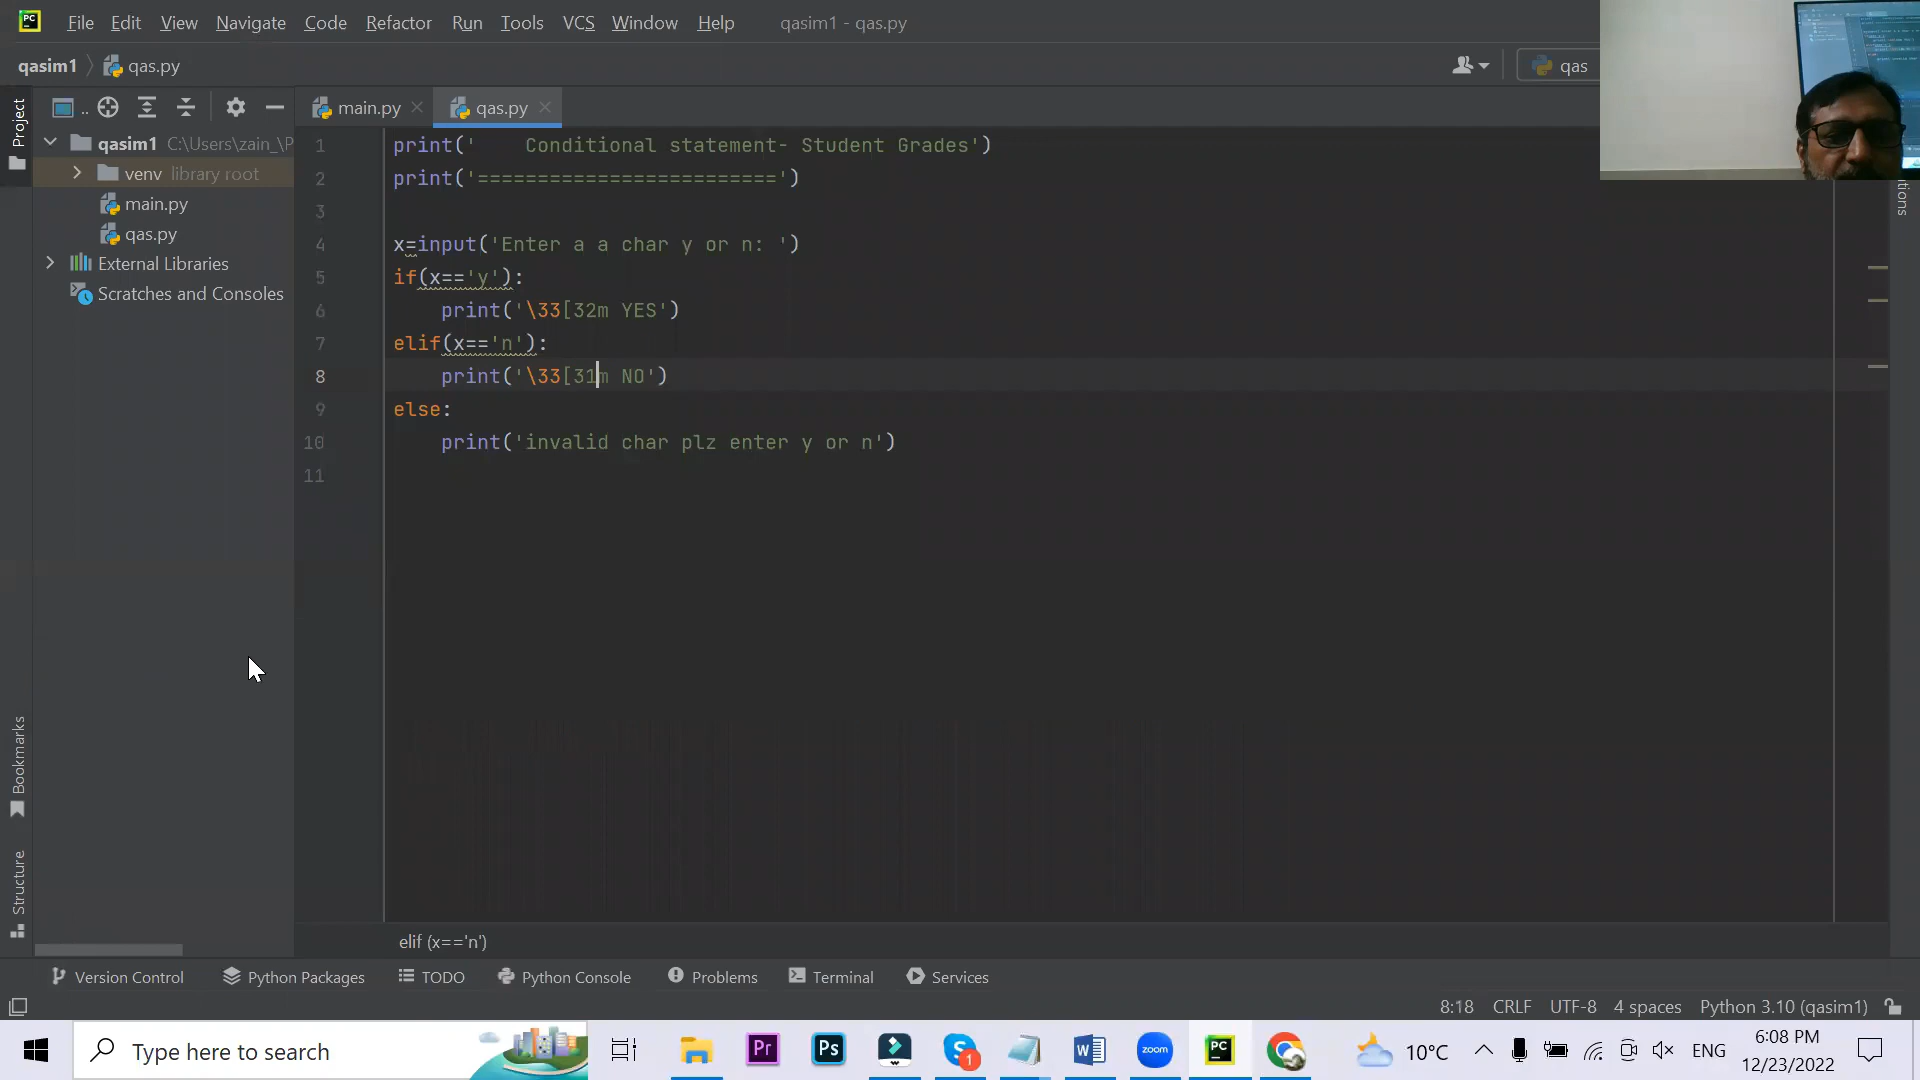 File Edit View Navigate Code Refactor Run Tools VCS Window Help qasim1 - qas.py
qasim1 qas.py qas
Project
main.py qas.py
qasim1 C:\Users\zain_\P
venv library root
main.py
qas.py
External Libraries
Scratches and Consoles
1 print('    Conditional statement- Student Grades')
2 print('=========================')
3
4 x=input('Enter a a char y or n: ')
5 if(x=='y'):
6     print('\33[32m YES')
7 elif(x=='n'):
8     print('\33[31m NO')
9 else:
10     print('invalid char plz enter y or n')
11
Bookmarks
Structure
elif (x=='n')
Version Control Python Packages TODO Python Console Problems Terminal Services
8:18 CRLF UTF-8 4 spaces Python 3.10 (qasim1)
Type here to search
Pr
Ps
1
zoom
PC
10°C
ENG
6:08 PM
12/23/2022